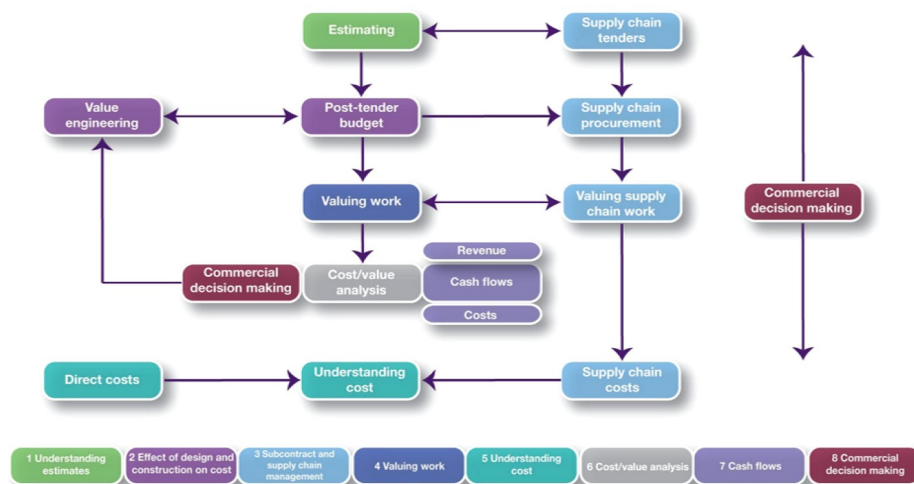 Estimating
Supply chain
tenders
Value
engineering
Post-tender
budget
Supply chain
procurement
Valuing work
Valuing supply
chain work
Commercial
decision making
Revenue
Commercial
decision making
Cost/value
analysis
Cash flows
Costs
Direct costs
Understanding
cost
Supply chain
costs
1 Understanding
estimates
2 Effect of design and
construction on cost
3 Subcontract and
supply chain
management
4 Valuing work
5 Understanding
cost
6 Cost/value analysis
7 Cash flows
8 Commercial
decision making